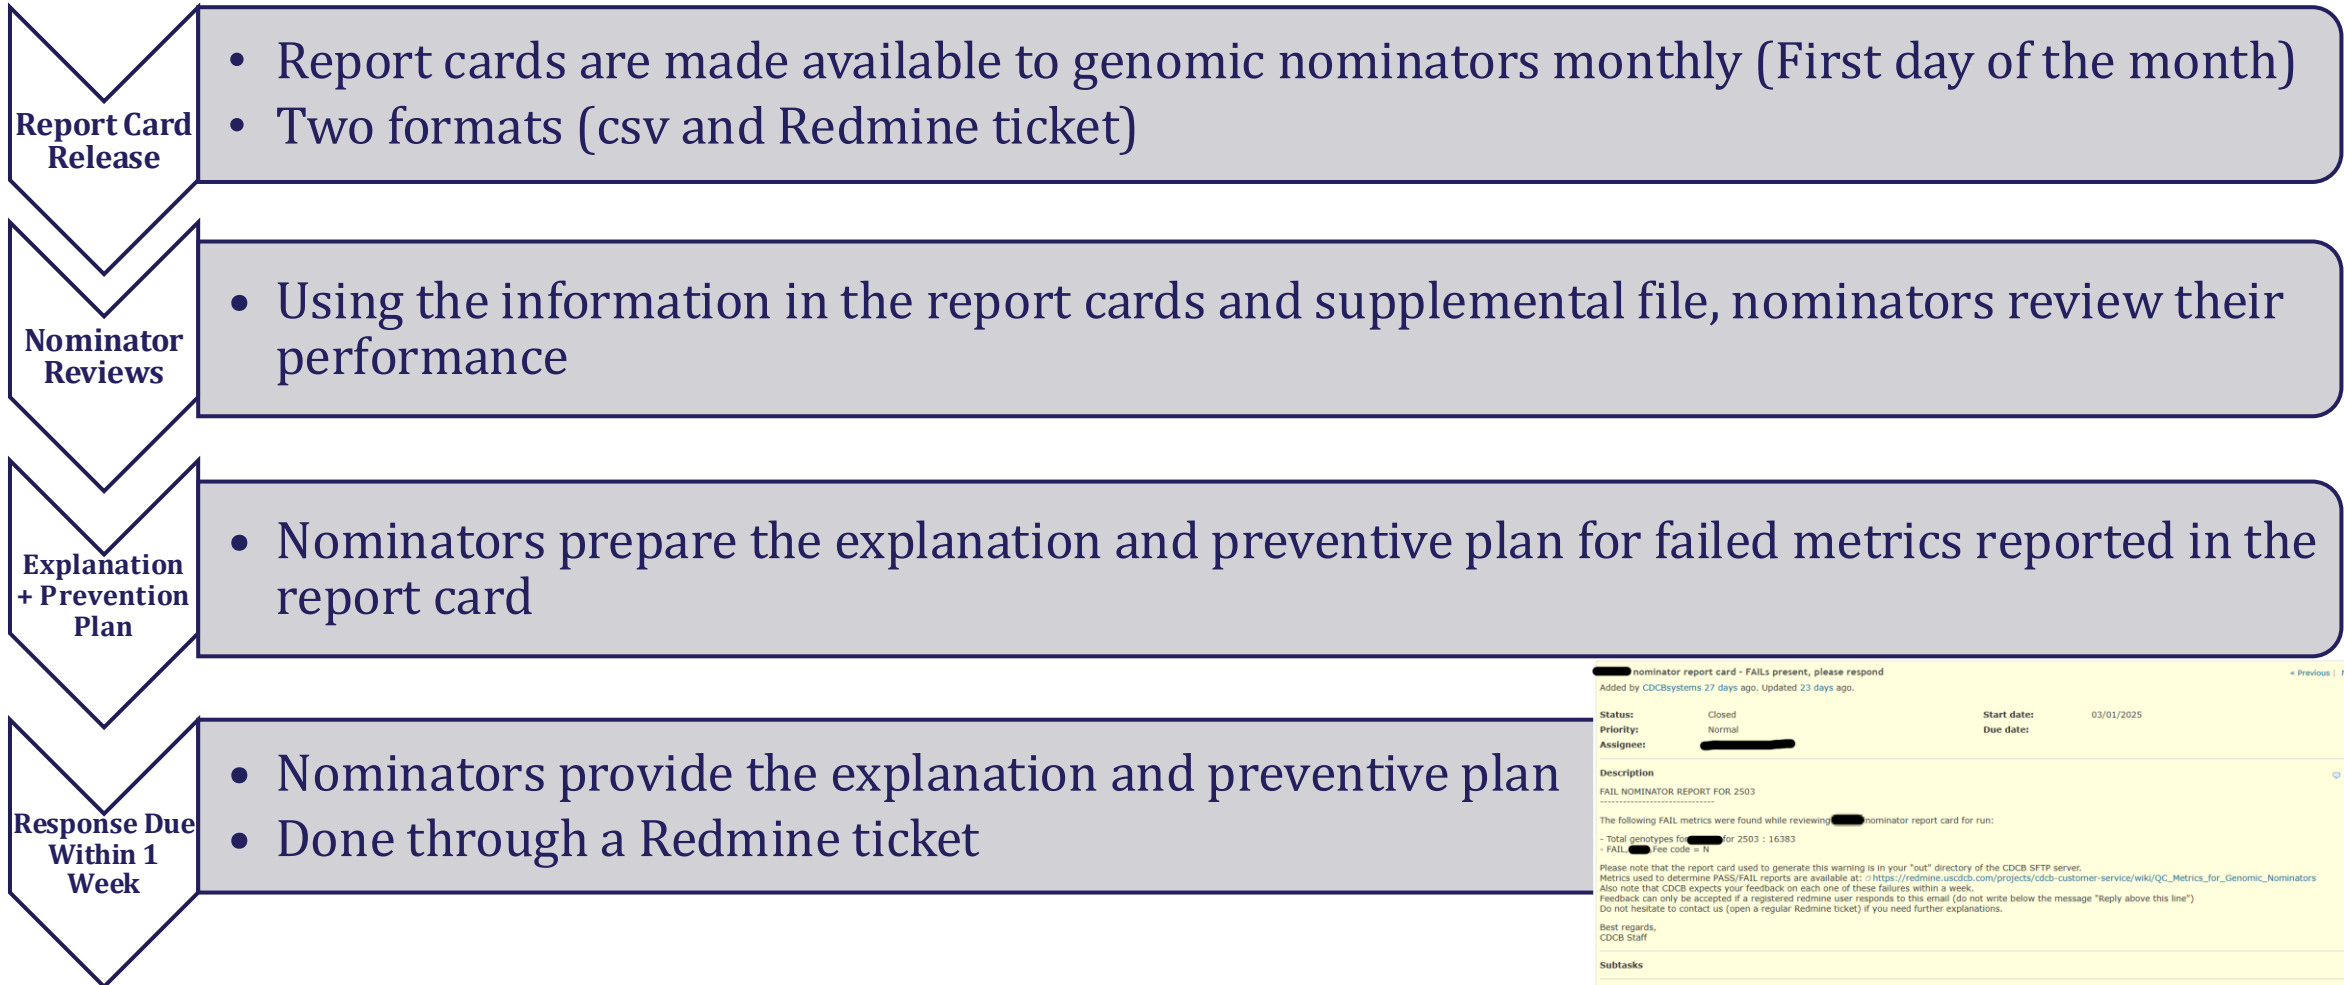 Report Card
Release
• Report cards are made available to genomic nominators monthly (First day of the month)
• Two formats (csv and Redmine ticket)
Nominator
Reviews
• Using the information in the report cards and supplemental file, nominators review their
performance
Explanation
+ Prevention
Plan
• Nominators prepare the explanation and preventive plan for failed metrics reported in the
report card
Response Due
Within 1
Week
• Nominators provide the explanation and preventive plan
• Done through a Redmine ticket
nominator report card - FAILs present, please respond
« Previous |
Added by CDCBsystems 27 days ago. Updated 23 days ago.
Status: Closed Start date: 03/01/2025
Priority: Normal Due date:
Assignee:
Description
FAIL NOMINATOR REPORT FOR 2503
------------------------------
The following FAIL metrics were found while reviewing nominator report card for run:
- Total genotypes for for 2503 : 16383
- FAIL, Fee code = N
Please note that the report card used to generate this warning is in your "out" directory of the CDCB SFTP server.
Metrics used to determine PASS/FAIL reports are available at: https://redmine.uscdcb.com/projects/cdcb-customer-service/wiki/QC_Metrics_for_Genomic_Nominators
Also note that CDCB expects your feedback on each one of these failures within a week.
Feedback can only be accepted if a registered redmine user responds to this email (do not write below the message "Reply above this line")
Do not hesitate to contact us (open a regular Redmine ticket) if you need further explanations.
Best regards,
CDCB Staff
Subtasks